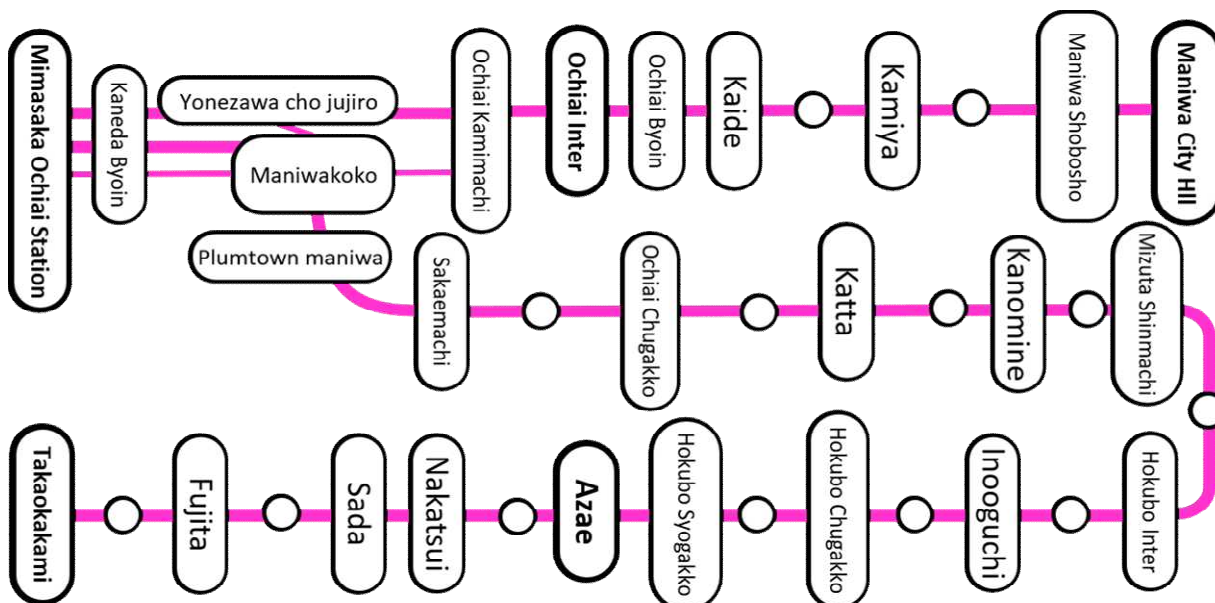 Mimasaka Ochiai Station
Kaneda Byoin
Yonezawa cho jujiro
Maniwakoko
Plumtown maniwa
Ochiai Kamimachi
Ochiai Inter
Ochiai Byoin
Kaide
Kamiya
Maniwa Shobosho
Maniwa City Hll
Sakaemachi
Ochiai Chugakko
Katta
Kanomine
Mizuta Shinmachi
Takaokakami
Fujita
Sada
Nakatsui
Azae
Hokubo Syogakko
Hokubo Chugakko
Inooguchi
Hokubo Inter